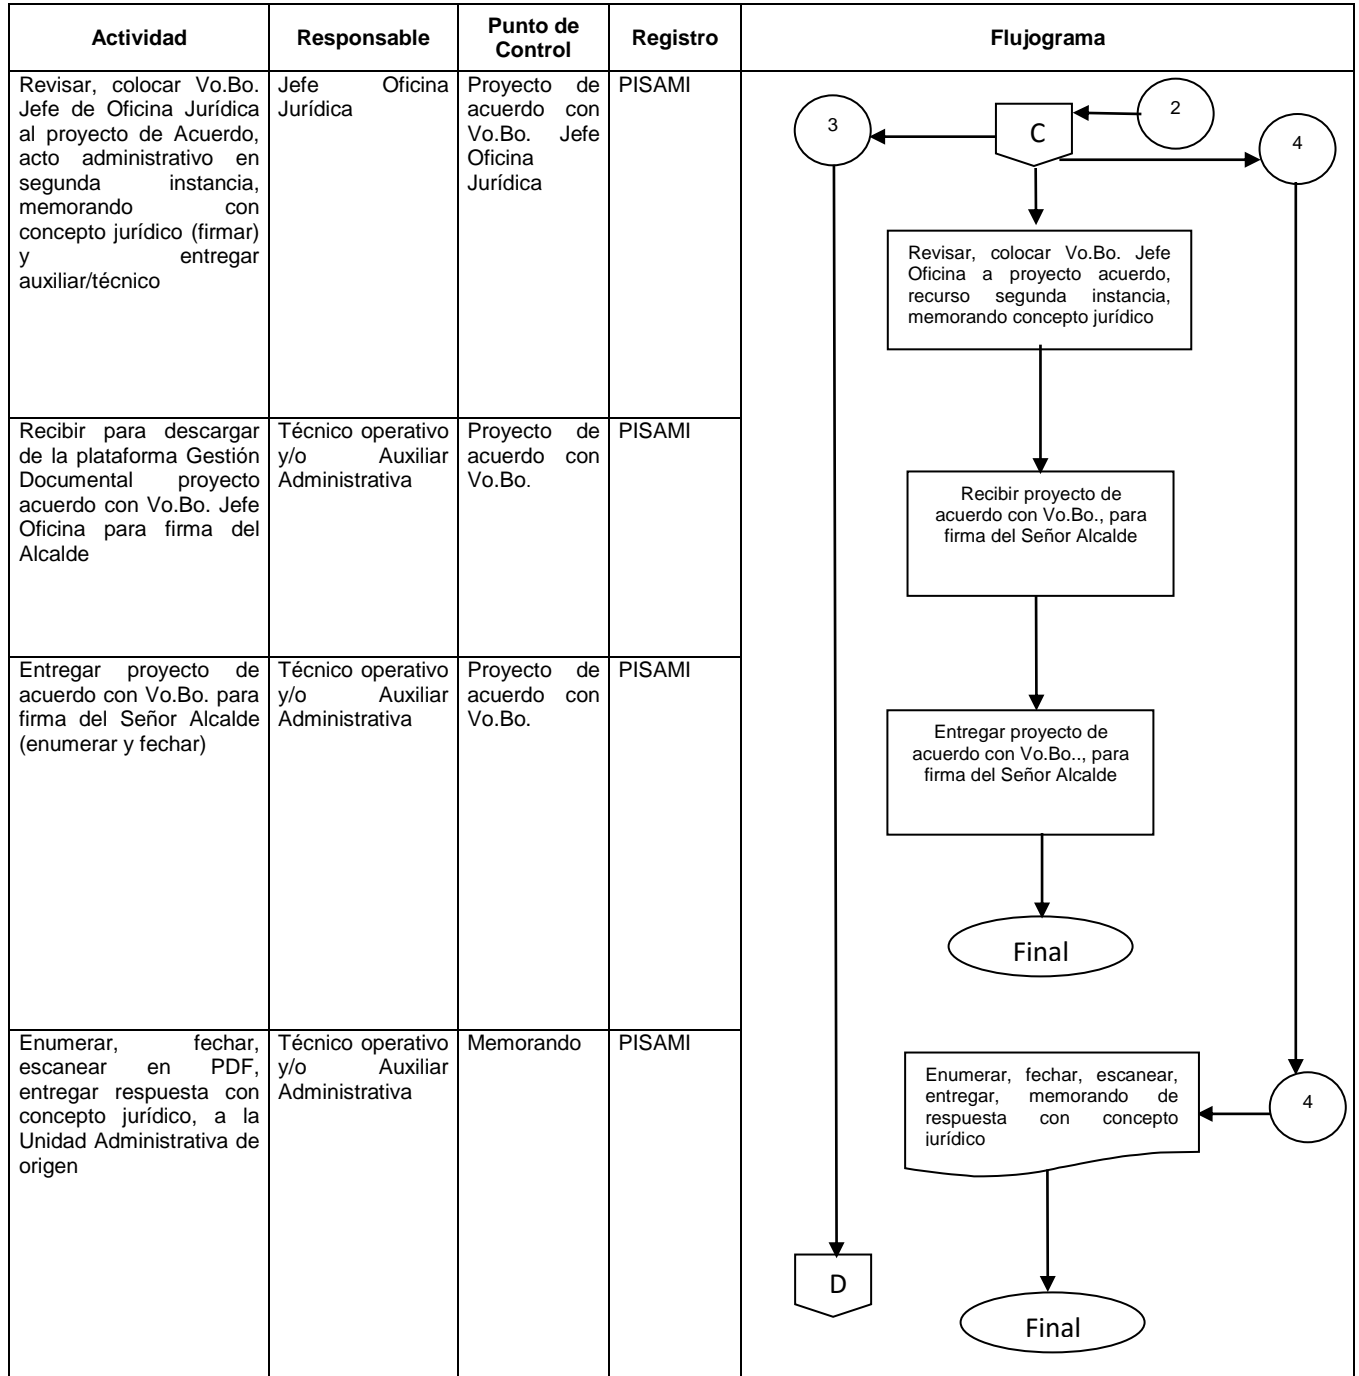 Actividad
Responsable
Punto de
Control
Registro
Flujograma
Revisar, colocar Vo.Bo.
Jefe de Oficina Jurídica
al proyecto de Acuerdo,
acto administrativo en
segunda instancia,
memorando con
concepto jurídico (firmar)
y entregar
auxiliar/técnico
Jefe Oficina
Jurídica
Proyecto de
acuerdo con
Vo.Bo. Jefe
Oficina
Jurídica
PISAMI
3
C
2
4
Revisar, colocar Vo.Bo. Jefe
Oficina a proyecto acuerdo,
recurso segunda instancia,
memorando concepto jurídico
Recibir para descargar
de la plataforma Gestión
Documental proyecto
acuerdo con Vo.Bo. Jefe
Oficina para firma del
Alcalde
Técnico operativo
y/o Auxiliar
Administrativa
Proyecto de
acuerdo con
Vo.Bo.
PISAMI
Recibir proyecto de
acuerdo con Vo.Bo., para
firma del Señor Alcalde
Entregar proyecto de
acuerdo con Vo.Bo. para
firma del Señor Alcalde
(enumerar y fechar)
Técnico operativo
y/o Auxiliar
Administrativa
Proyecto de
acuerdo con
Vo.Bo.
PISAMI
Entregar proyecto de
acuerdo con Vo.Bo.., para
firma del Señor Alcalde
Final
Enumerar, fechar,
escanear en PDF,
entregar respuesta con
concepto jurídico, a la
Unidad Administrativa de
origen
Técnico operativo
y/o Auxiliar
Administrativa
Memorando
PISAMI
Enumerar, fechar, escanear,
entregar, memorando de
respuesta con concepto
jurídico
4
D
Final